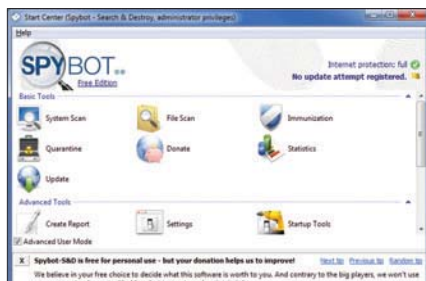 Start Center (Spybot - Search & Destroy, administrator privileges)
Help
SPYBOT
Free Edition
Internet protection: full
No update attempt registered.
Basic Tools
System Scan
File Scan
Immunization
Quarantine
Donate
Statistics
Update
Advanced Tools
Create Report
Settings
Startup Tools
Advanced User Mode
X Spybot-S&D is free for personal use - but your donation helps us to improve! Next tip Previous tip Random tip
We believe in your free choice to decide what this software is worth to you. And contrary to the big players, we won't use